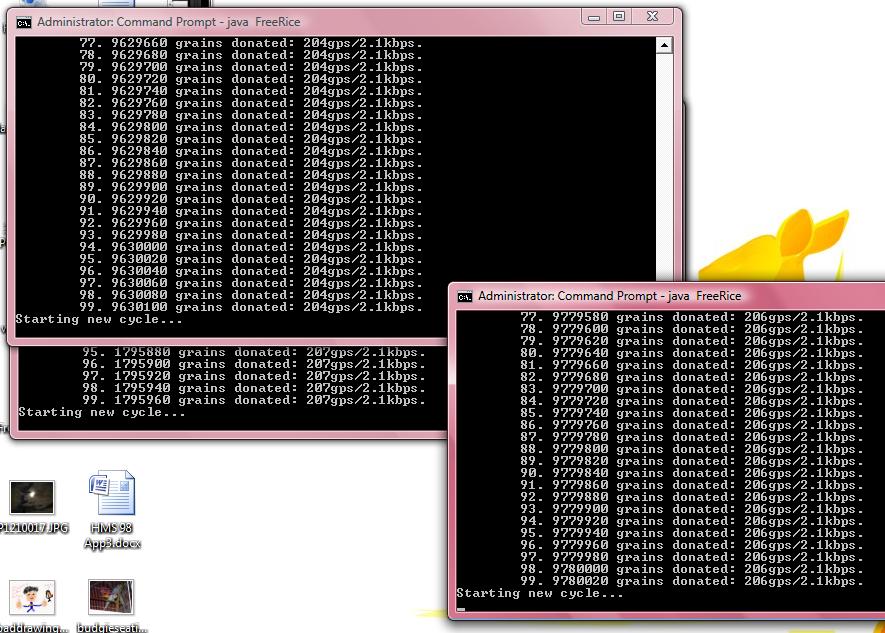 Administrator: Command Prompt - java FreeRice
77. 9629660 grains donated: 204gps/2.1kbps.
78. 9629680 grains donated: 204gps/2.1kbps.
79. 9629700 grains donated: 204gps/2.1kbps.
80. 9629720 grains donated: 204gps/2.1kbps.
81. 9629740 grains donated: 204gps/2.1kbps.
82. 9629760 grains donated: 204gps/2.1kbps.
83. 9629780 grains donated: 204gps/2.1kbps.
84. 9629800 grains donated: 204gps/2.1kbps.
85. 9629820 grains donated: 204gps/2.1kbps.
86. 9629840 grains donated: 204gps/2.1kbps.
87. 9629860 grains donated: 204gps/2.1kbps.
88. 9629880 grains donated: 204gps/2.1kbps.
89. 9629900 grains donated: 204gps/2.1kbps.
90. 9629920 grains donated: 204gps/2.1kbps.
91. 9629940 grains donated: 204gps/2.1kbps.
92. 9629960 grains donated: 204gps/2.1kbps.
93. 9629980 grains donated: 204gps/2.1kbps.
94. 9630000 grains donated: 204gps/2.1kbps.
95. 9630020 grains donated: 204gps/2.1kbps.
96. 9630040 grains donated: 204gps/2.1kbps.
97. 9630060 grains donated: 204gps/2.1kbps.
98. 9630080 grains donated: 204gps/2.1kbps.
99. 9630100 grains donated: 204gps/2.1kbps.
Starting new cycle...
95. 1795880 grains donated: 207gps/2.1kbps.
96. 1795900 grains donated: 207gps/2.1kbps.
97. 1795920 grains donated: 207gps/2.1kbps.
98. 1795940 grains donated: 207gps/2.1kbps.
99. 1795960 grains donated: 207gps/2.1kbps.
Starting new cycle...
Administrator: Command Prompt - java FreeRice
77. 9779580 grains donated: 206gps/2.1kbps.
78. 9779600 grains donated: 206gps/2.1kbps.
79. 9779620 grains donated: 206gps/2.1kbps.
80. 9779640 grains donated: 206gps/2.1kbps.
81. 9779660 grains donated: 206gps/2.1kbps.
82. 9779680 grains donated: 206gps/2.1kbps.
83. 9779700 grains donated: 206gps/2.1kbps.
84. 9779720 grains donated: 206gps/2.1kbps.
85. 9779740 grains donated: 206gps/2.1kbps.
86. 9779760 grains donated: 206gps/2.1kbps.
87. 9779780 grains donated: 206gps/2.1kbps.
88. 9779800 grains donated: 206gps/2.1kbps.
89. 9779820 grains donated: 206gps/2.1kbps.
90. 9779840 grains donated: 206gps/2.1kbps.
91. 9779860 grains donated: 206gps/2.1kbps.
92. 9779880 grains donated: 206gps/2.1kbps.
93. 9779900 grains donated: 206gps/2.1kbps.
94. 9779920 grains donated: 206gps/2.1kbps.
95. 9779940 grains donated: 206gps/2.1kbps.
96. 9779960 grains donated: 206gps/2.1kbps.
97. 9779980 grains donated: 206gps/2.1kbps.
98. 9780000 grains donated: 206gps/2.1kbps.
99. 9780020 grains donated: 206gps/2.1kbps.
Starting new cycle...
P1210017.JPG
HMS 98
App3.docx
baddrawing...
budgieseati...